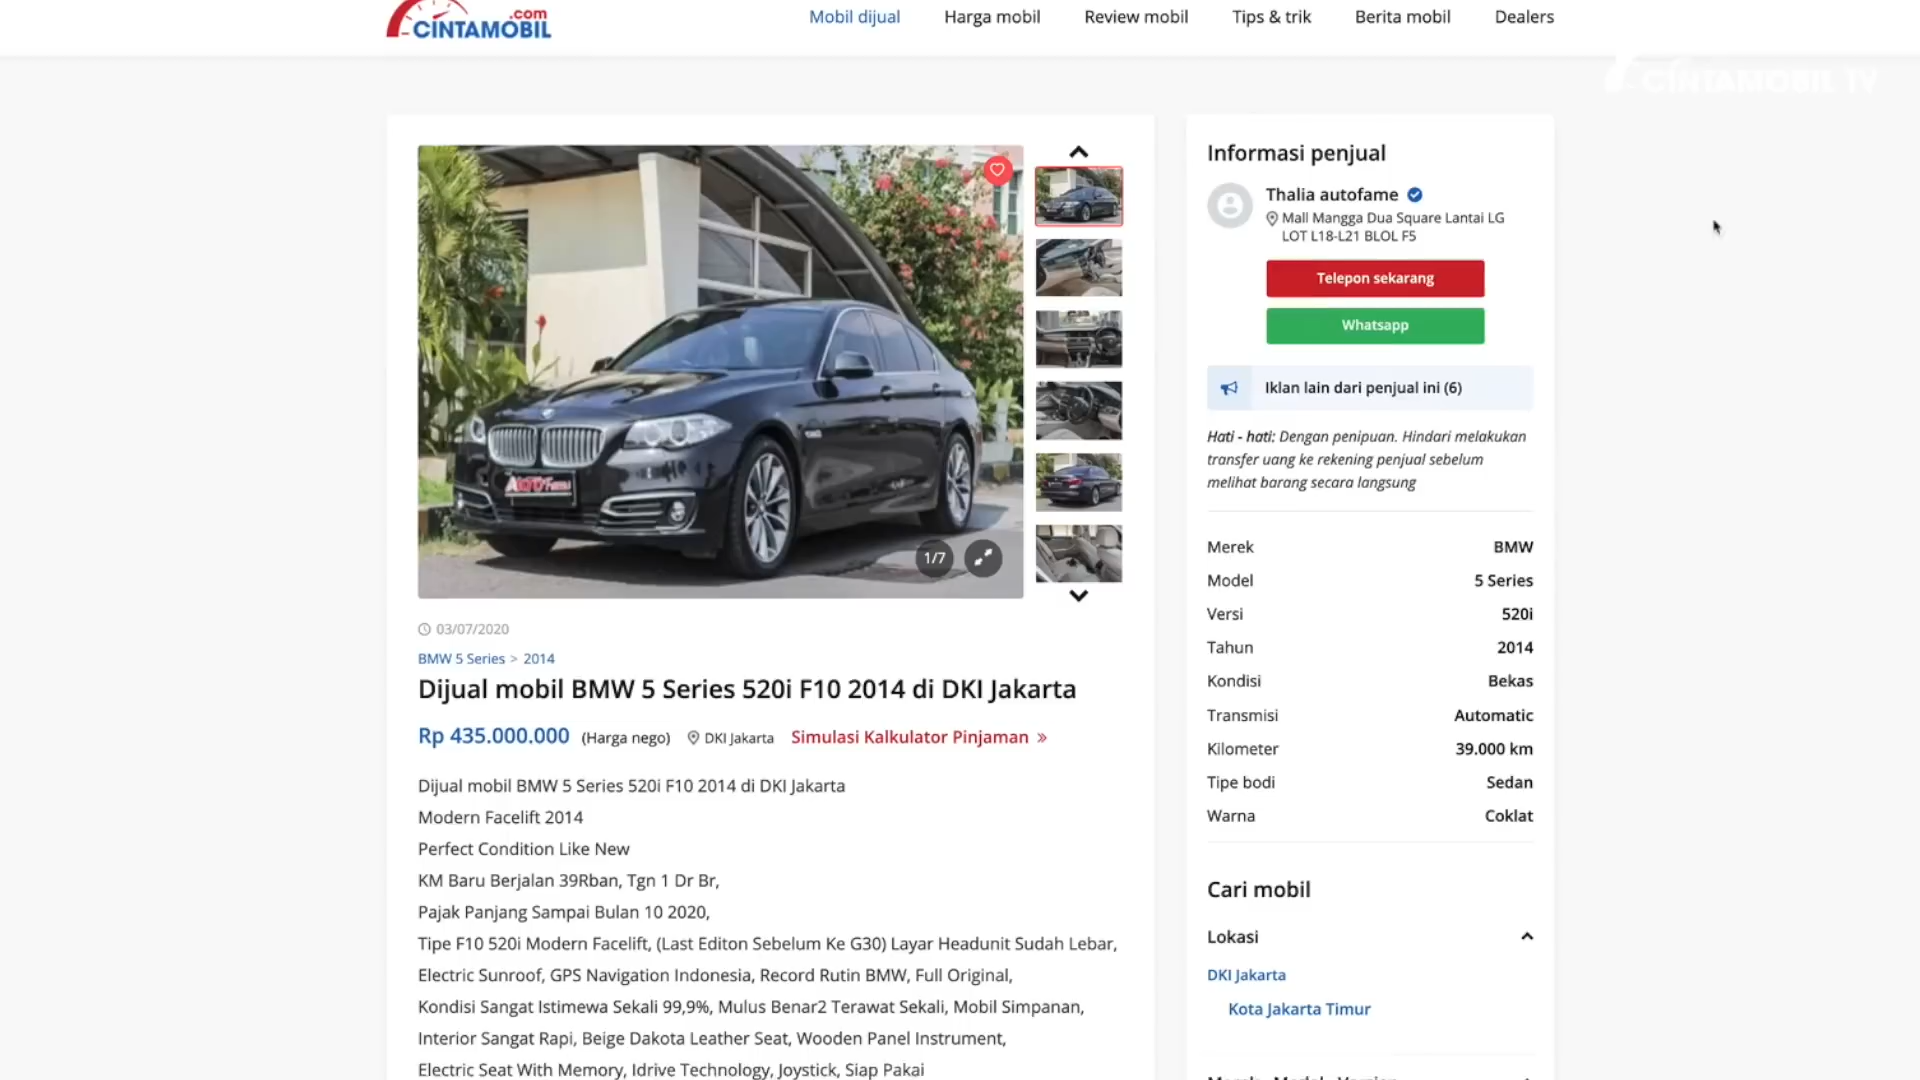 .com
CINTAMOBIL
Mobil dijual
Harga mobil
Review mobil
Tips & trik
Berita mobil
Dealers
CINTAMOBIL TV
1/7
03/07/2020
BMW 5 Series > 2014
Dijual mobil BMW 5 Series 520i F10 2014 di DKI Jakarta
Rp 435.000.000 (Harga nego) DKI Jakarta Simulasi Kalkulator Pinjaman »
Dijual mobil BMW 5 Series 520i F10 2014 di DKI Jakarta
Modern Facelift 2014
Perfect Condition Like New
KM Baru Berjalan 39Rban, Tgn 1 Dr Br,
Pajak Panjang Sampai Bulan 10 2020,
Tipe F10 520i Modern Facelift, (Last Editon Sebelum Ke G30) Layar Headunit Sudah Lebar,
Electric Sunroof, GPS Navigation Indonesia, Record Rutin BMW, Full Original,
Kondisi Sangat Istimewa Sekali 99,9%, Mulus Benar2 Terawat Sekali, Mobil Simpanan,
Interior Sangat Rapi, Beige Dakota Leather Seat, Wooden Panel Instrument,
Electric Seat With Memory, Idrive Technology, Joystick, Siap Pakai
Informasi penjual
Thalia autofame
Mall Mangga Dua Square Lantai LG
LOT L18-L21 BLOL F5
Telepon sekarang
Whatsapp
Iklan lain dari penjual ini (6)
Hati - hati: Dengan penipuan. Hindari melakukan
transfer uang ke rekening penjual sebelum
melihat barang secara langsung
Merek BMW
Model 5 Series
Versi 520i
Tahun 2014
Kondisi Bekas
Transmisi Automatic
Kilometer 39.000 km
Tipe bodi Sedan
Warna Coklat
Cari mobil
Lokasi
DKI Jakarta
Kota Jakarta Timur